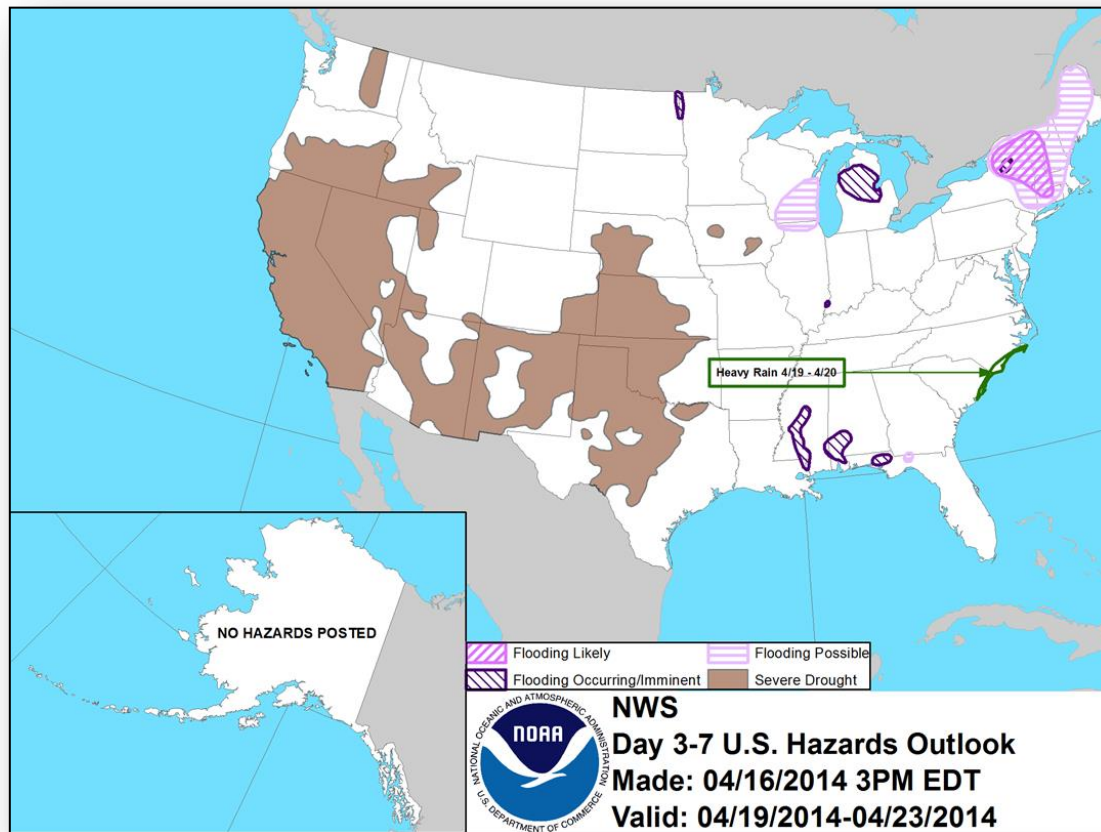 Heavy Rain 4/19 - 4/20
NO HAZARDS POSTED
Flooding Likely
Flooding Possible
Flooding Occurring/Imminent
Severe Drought
NATIONAL OCEANIC AND ATMOSPHERIC ADMINISTRATION
NOAA
U.S. DEPARTMENT OF COMMERCE
NWS
Day 3-7 U.S. Hazards Outlook
Made: 04/16/2014 3PM EDT
Valid: 04/19/2014-04/23/2014